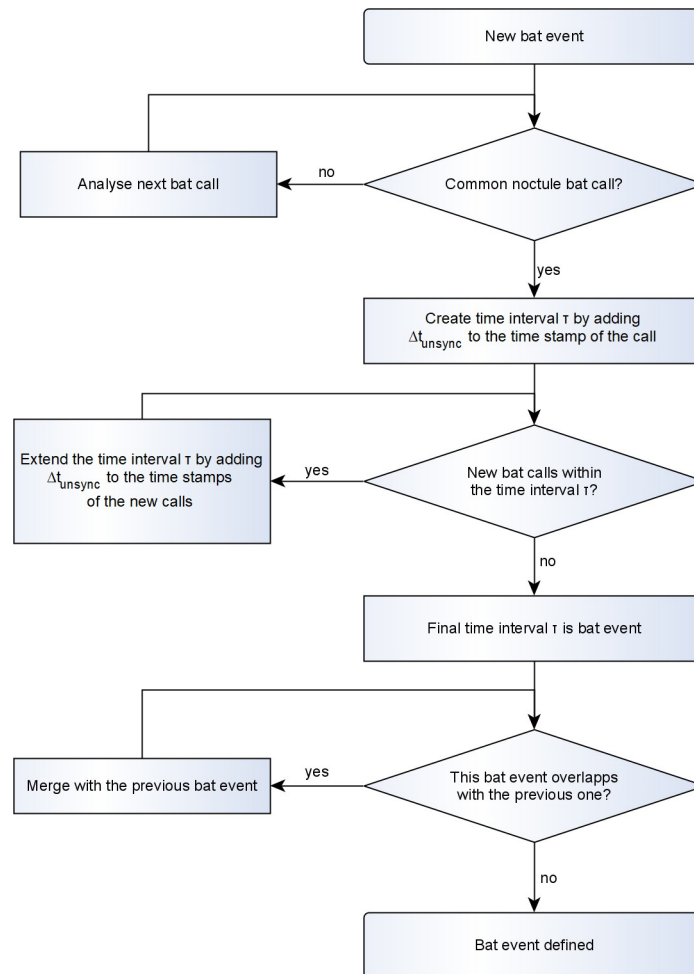 New bat event
Analyse next bat call
no
Common noctule bat call?
yes
Create time interval τ by adding
Δt_unsync to the time stamp of the call
Extend the time interval τ by adding
Δt_unsync to the time stamps
of the new calls
yes
New bat calls within
the time interval τ?
no
Final time interval τ is bat event
Merge with the previous bat event
yes
This bat event overlapps
with the previous one?
no
Bat event defined